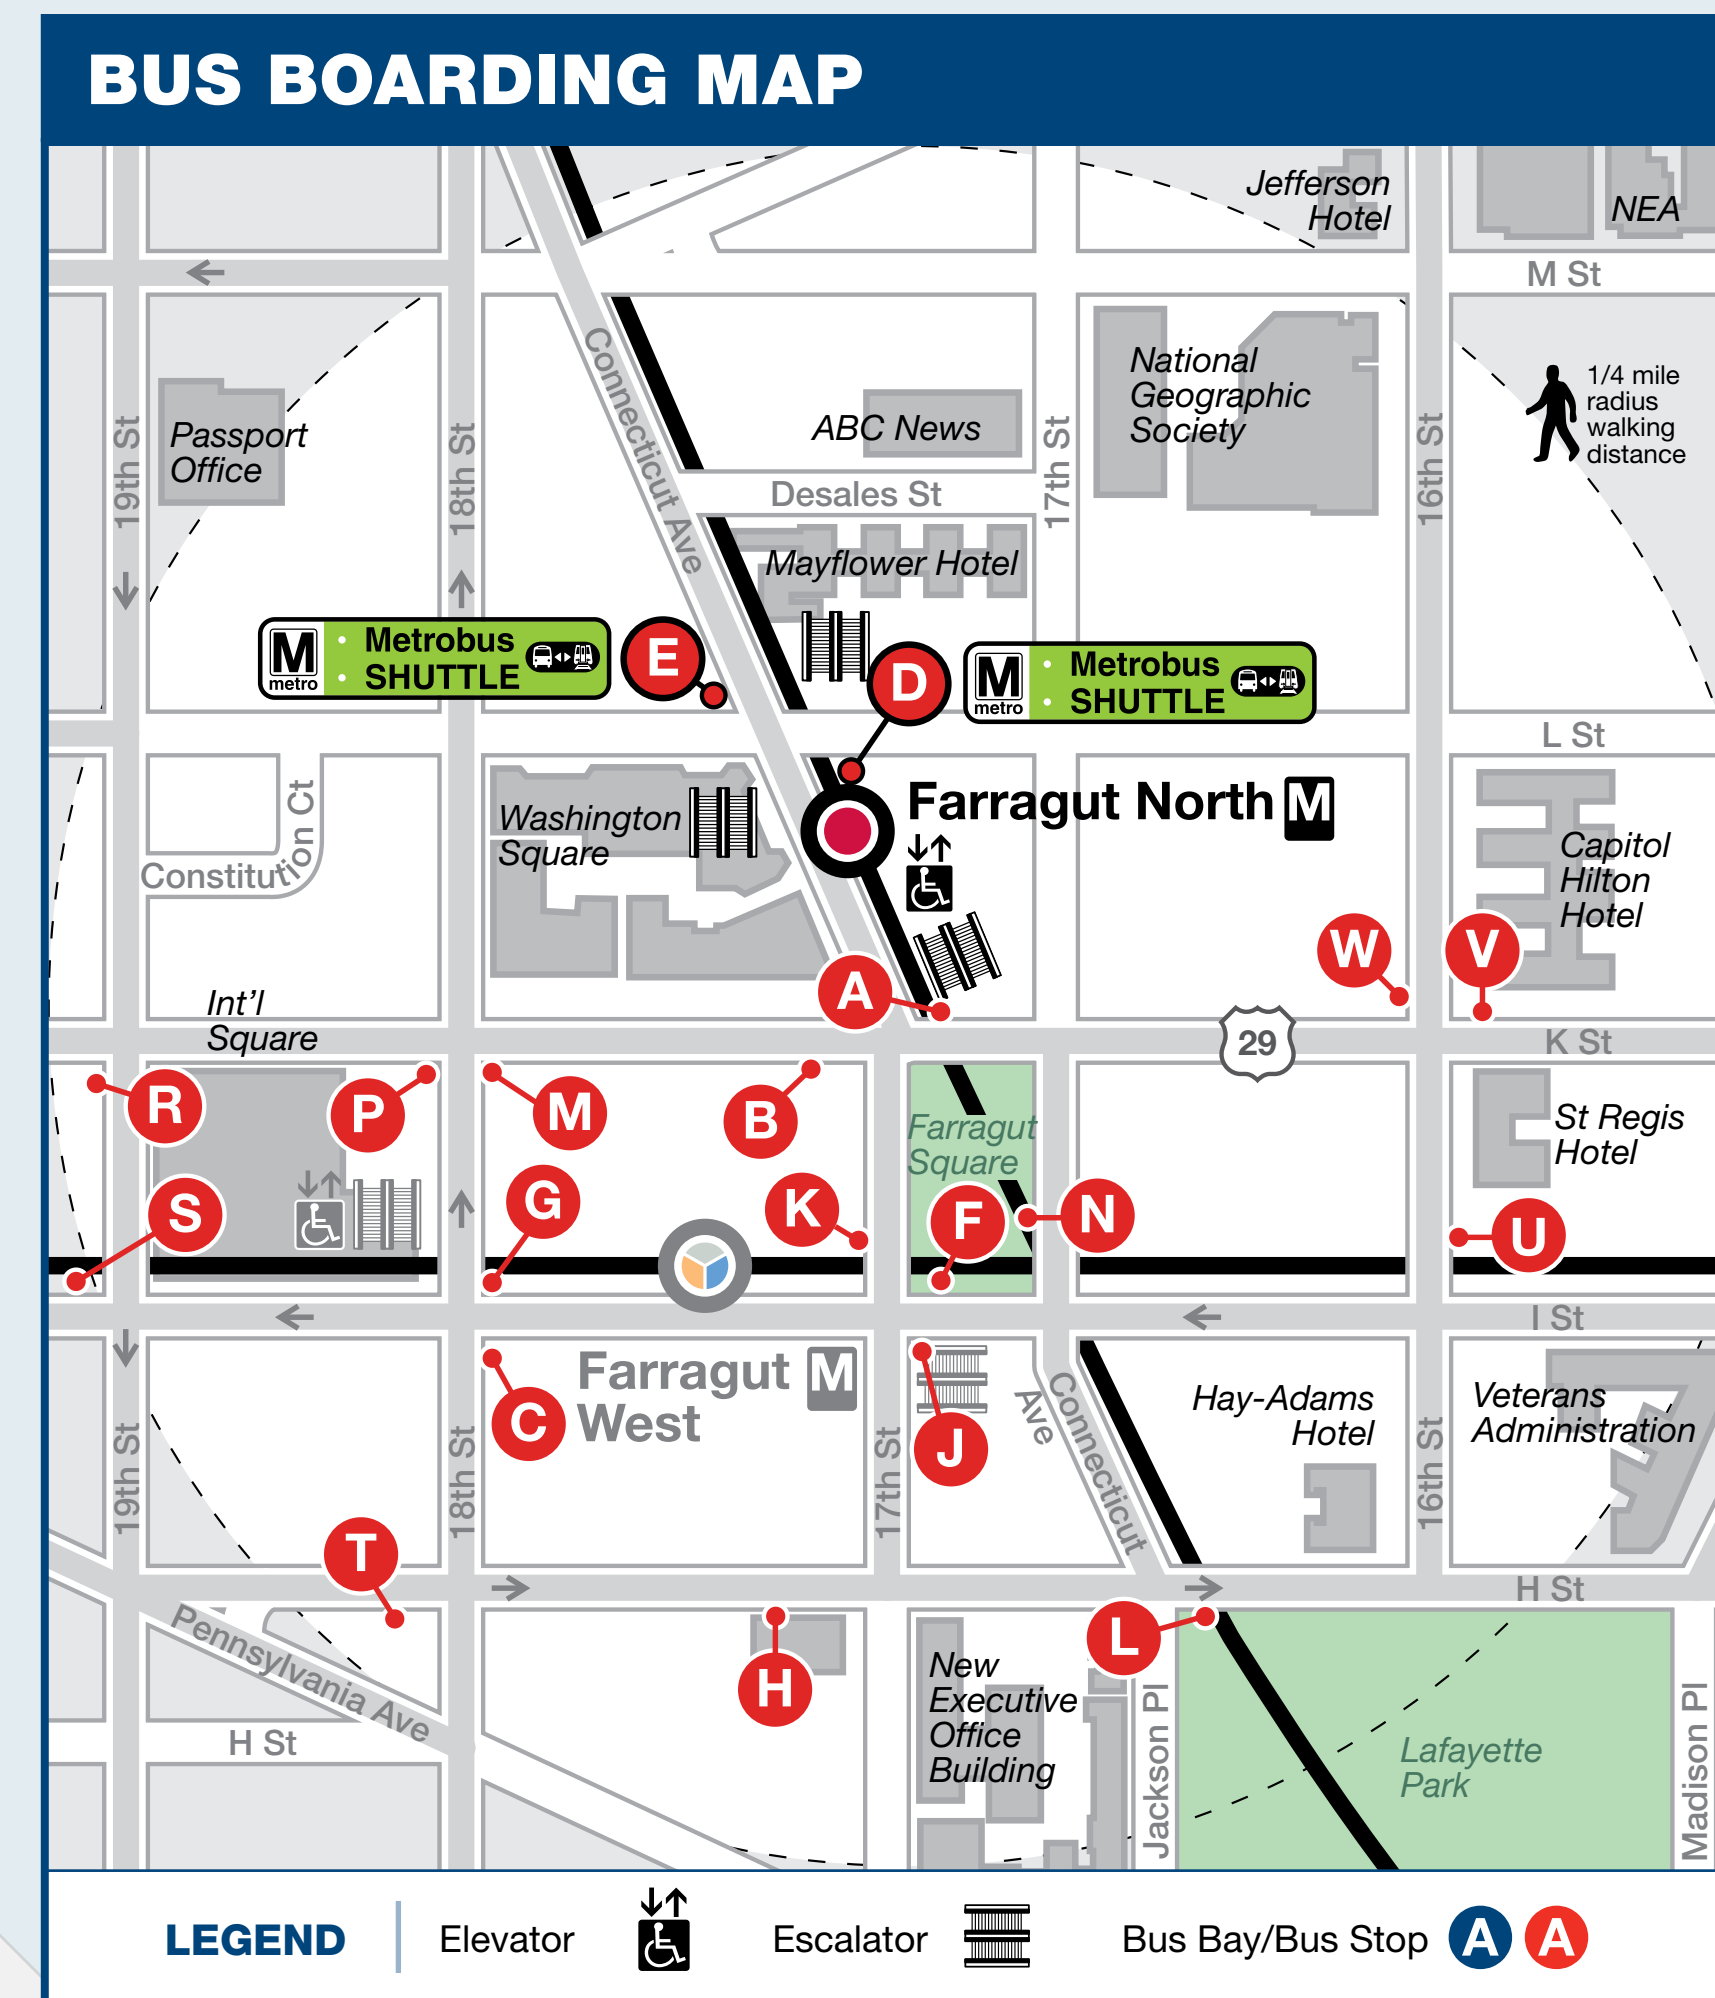 BUS BOARDING MAP
Jefferson
Hotel
NEA
M St
Connecticut Ave
National
Geographic
Society
1/4 mile
radius
walking
distance
ABC News
Passport
Office
19th St
18th St
17th St
16th St
Desales St
Mayflower Hotel
M
metro
Metrobus
SHUTTLE
E
D
M
metro
Metrobus
SHUTTLE
L St
Farragut North M
Constitution Ct
Washington
Square
Capitol
Hilton
Hotel
W
V
A
Int'l
Square
29
K St
R
P
M
B
Farragut
Square
St Regis
Hotel
S
G
K
F
N
U
I St
Farragut M
West
C
J
Connecticut
Ave
Hay-Adams
Hotel
Veterans
Administration
19th St
18th St
17th St
16th St
T
H St
Pennsylvania Ave
H St
H
L
New
Executive
Office
Building
Jackson Pl
Lafayette
Park
Madison Pl
LEGEND
Elevator
Escalator
Bus Bay/Bus Stop A A